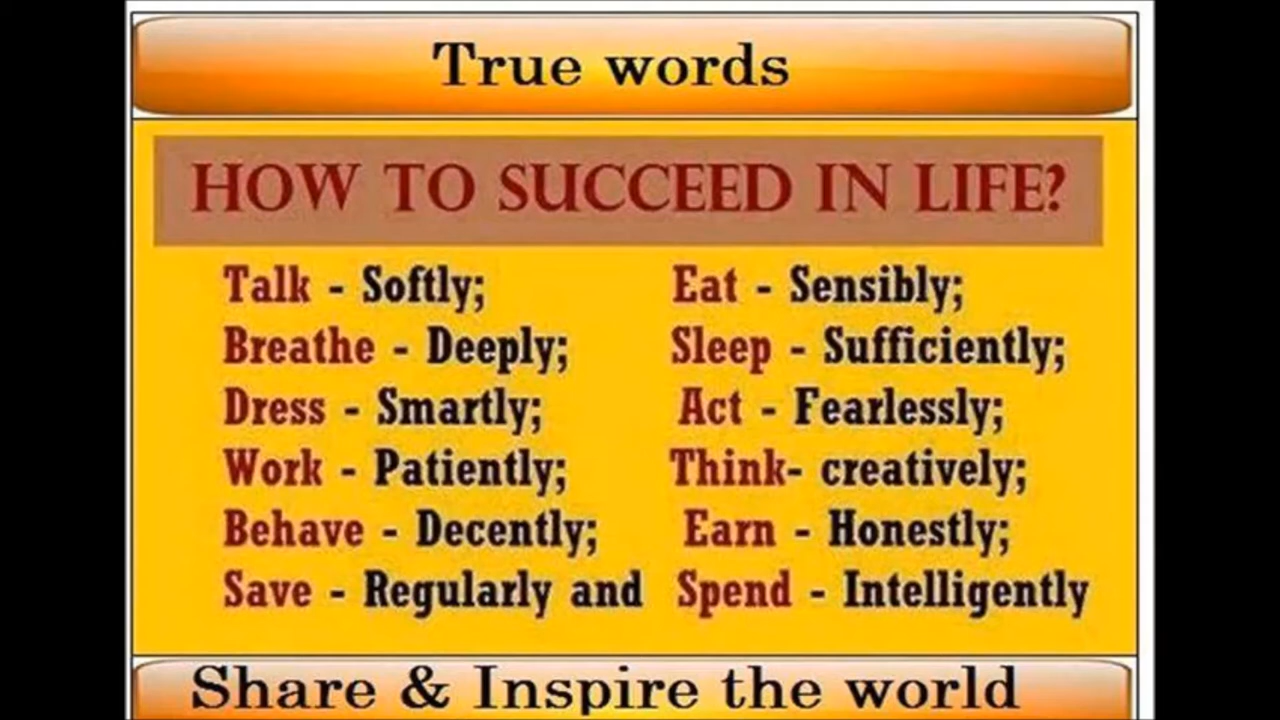 True words
HOW TO SUCCEED IN LIFE?
Talk - Softly; Eat - Sensibly;
Breathe - Deeply; Sleep - Sufficiently;
Dress - Smartly; Act - Fearlessly;
Work - Patiently; Think- creatively;
Behave - Decently; Earn - Honestly;
Save - Regularly and Spend - Intelligently
Share & Inspire the world